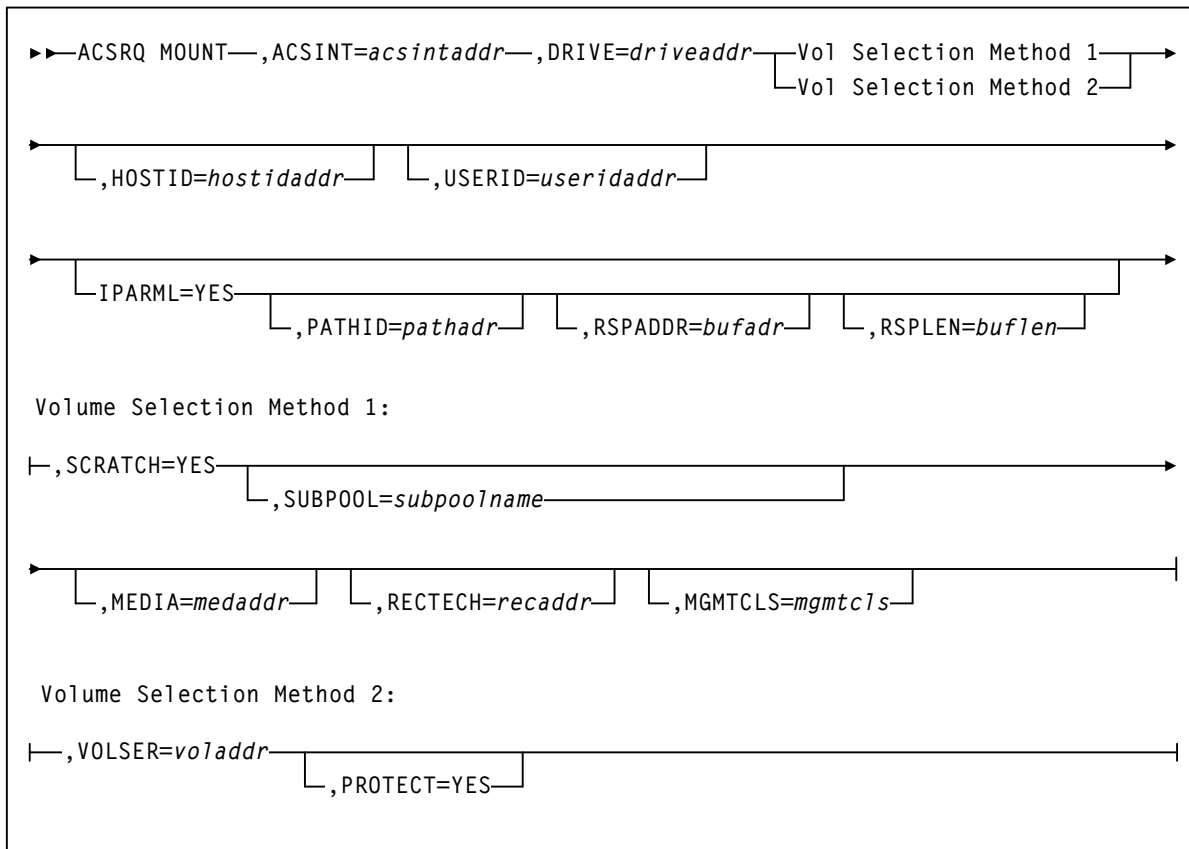 ACSRQ MOUNT ,ACSINT=acsintaddr ,DRIVE=driveaddr Vol Selection Method 1
Vol Selection Method 2
,HOSTID=hostidaddr ,USERID=useridaddr
IPARML=YES
,PATHID=pathadr ,RSPADDR=bufadr ,RSPLEN=buflen
Volume Selection Method 1:
,SCRATCH=YES
,SUBPOOL=subpoolname
,MEDIA=medaddr ,RECTECH=recaddr ,MGMTCLS=mgmtcls
Volume Selection Method 2:
,VOLSER=voladdr
,PROTECT=YES